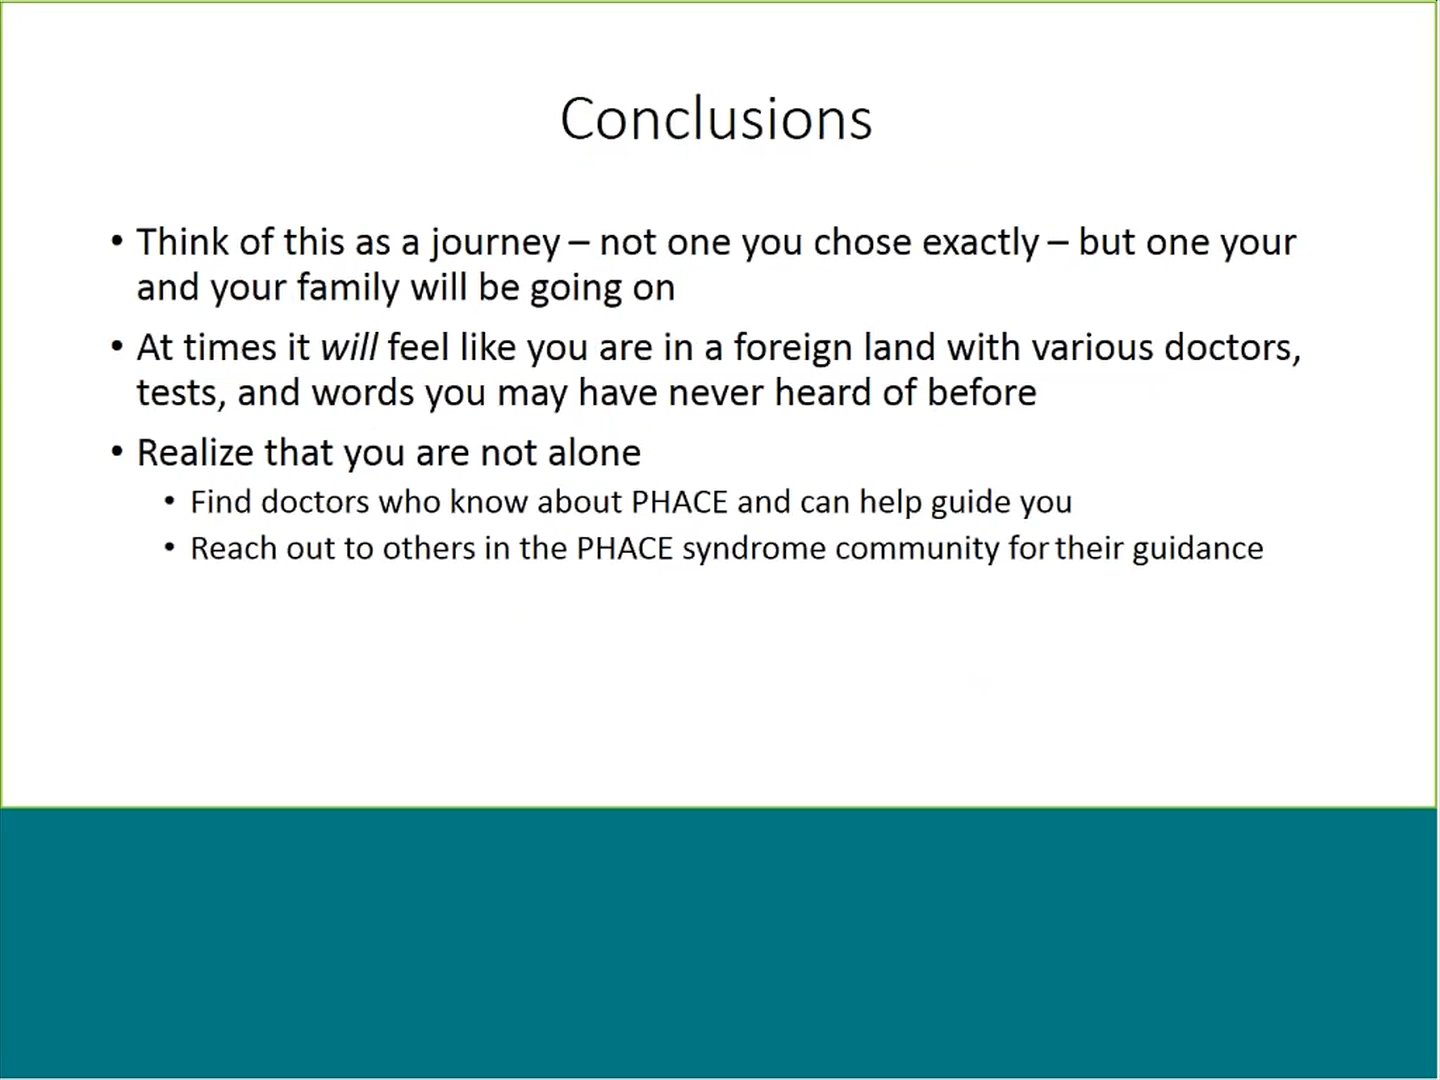 Conclusions
• Think of this as a journey – not one you chose exactly – but one your
and your family will be going on
• At times it will feel like you are in a foreign land with various doctors,
tests, and words you may have never heard of before
• Realize that you are not alone
• Find doctors who know about PHACE and can help guide you
• Reach out to others in the PHACE syndrome community for their guidance